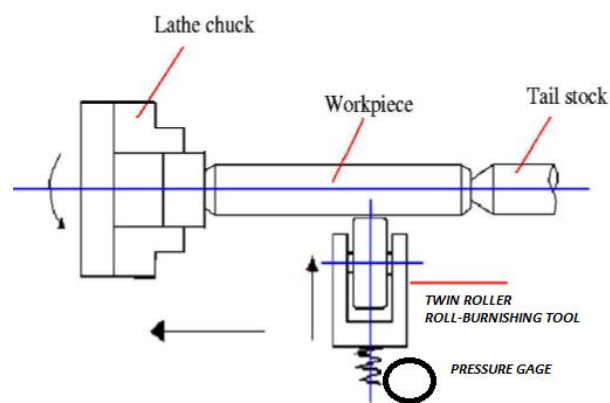 Lathe chuck
Workpiece
Tail stock
TWIN ROLLER
ROLL-BURNISHING TOOL
PRESSURE GAGE